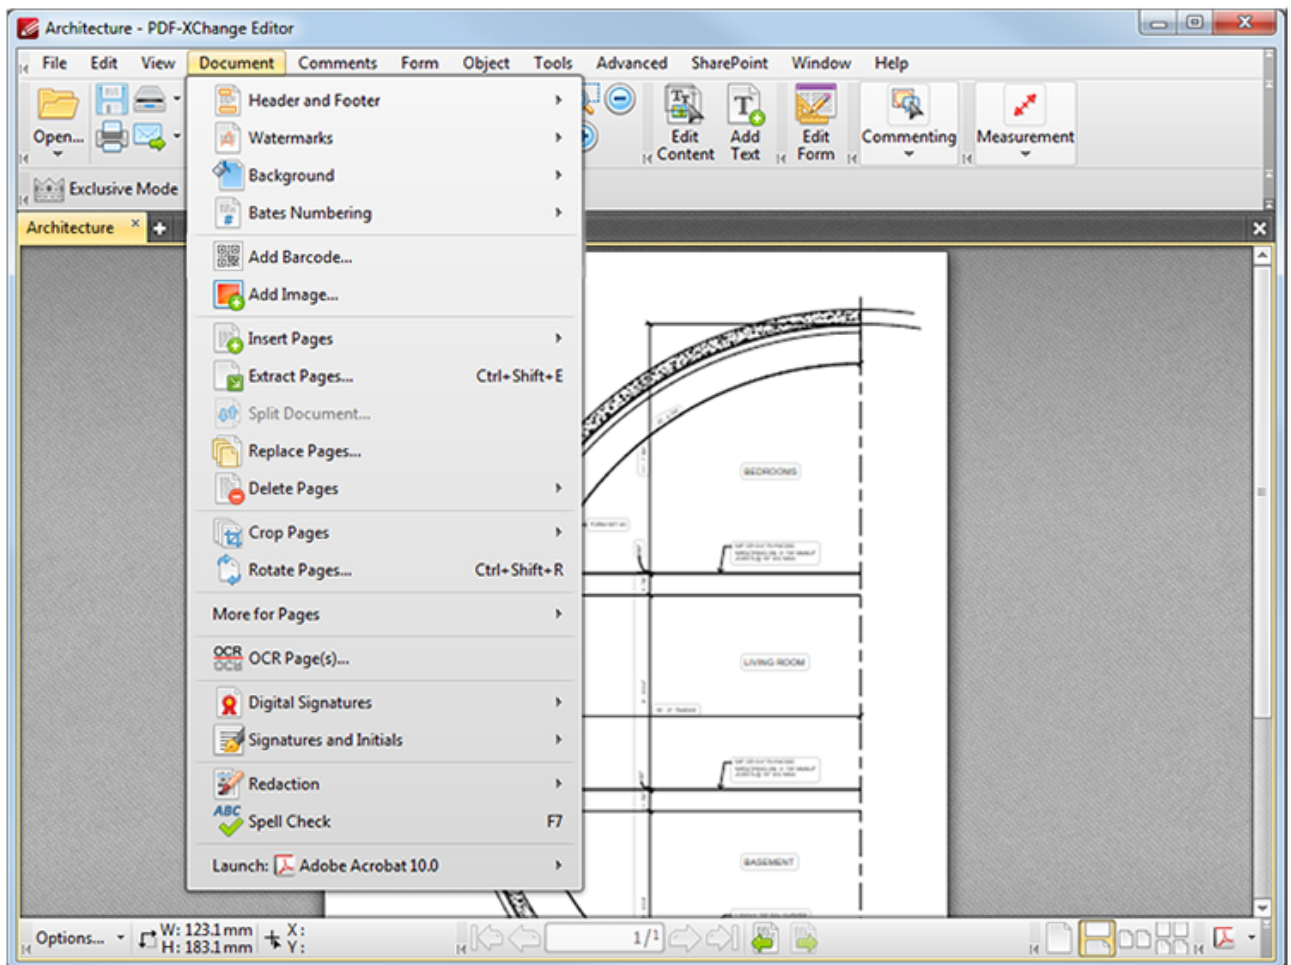 Architecture - PDF-XChange Editor
File Edit View Document Comments Form Object Tools Advanced SharePoint Window Help
Open...
Edit Content
Add Text
Edit Form
Commenting
Measurement
Exclusive Mode
Architecture
Header and Footer
Watermarks
Background
Bates Numbering
Add Barcode...
Add Image...
Insert Pages
Extract Pages... Ctrl+Shift+E
Split Document...
Replace Pages...
Delete Pages
Crop Pages
Rotate Pages... Ctrl+Shift+R
More for Pages
OCR Page(s)...
Digital Signatures
Signatures and Initials
Redaction
ABC
Spell Check F7
Launch: Adobe Acrobat 10.0
BEDROOMS
LIVING ROOM
BASEMENT
Options...
W: 123.1 mm X:
H: 183.1 mm Y:
1/1